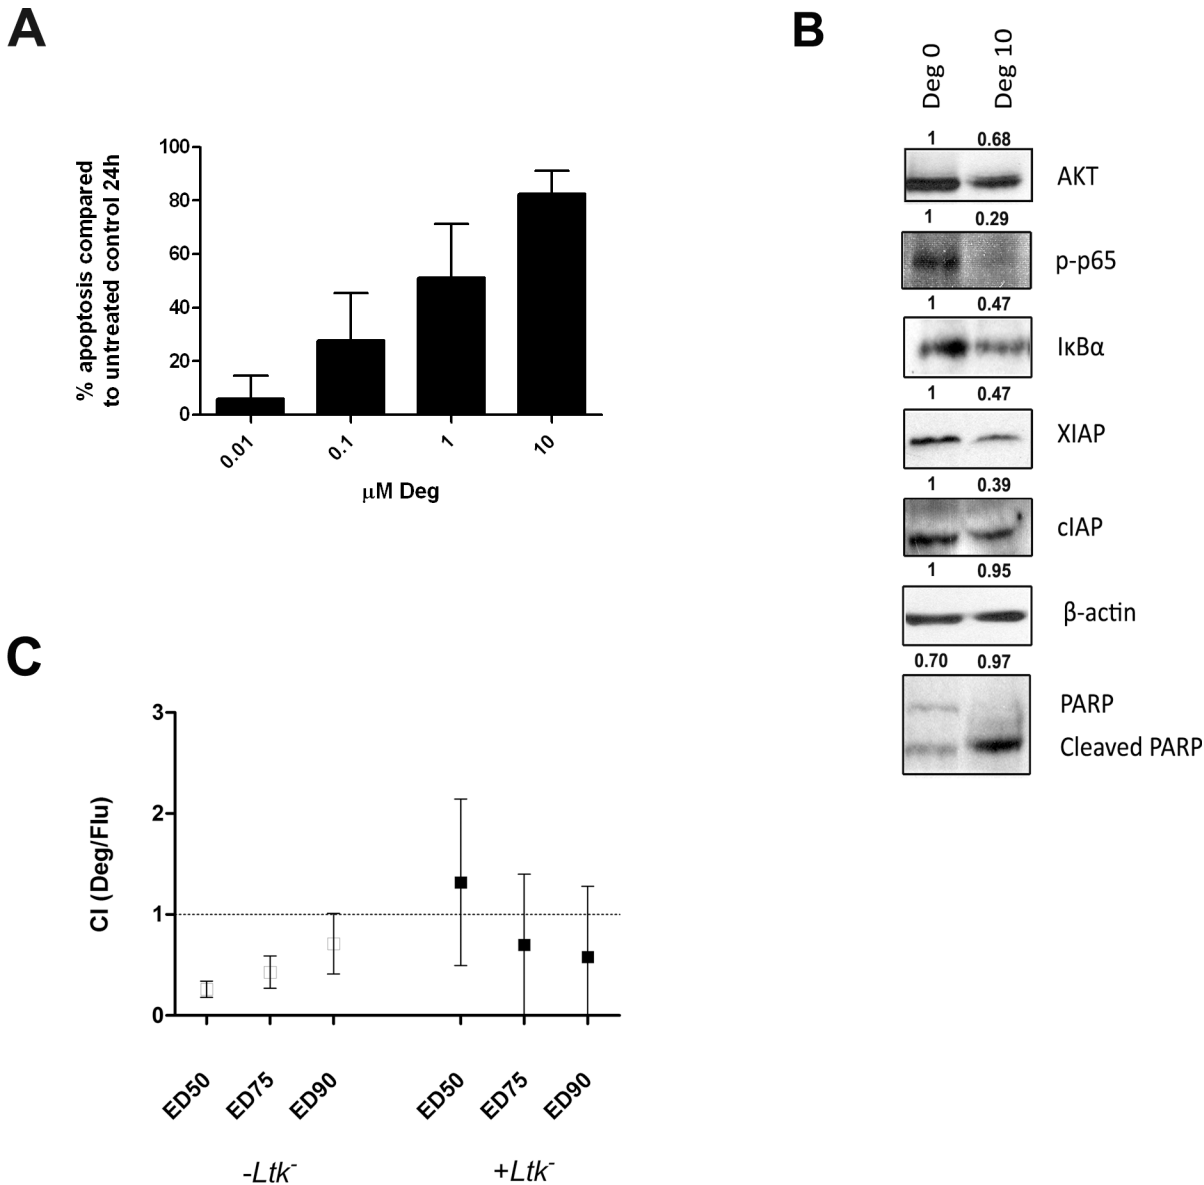 A
% apoptosis compared
to untreated control 24h
100
80
60
40
20
0
0.01
0.1
1
10
µM Deg
B
Deg 0
Deg 10
1
0.68
AKT
1
0.29
p-p65
1
0.47
IκBα
1
0.47
XIAP
1
0.39
cIAP
1
0.95
β-actin
0.70
0.97
PARP
Cleaved PARP
C
CI (Deg/Flu)
3
2
1
0
ED50
ED75
ED90
ED50
ED75
ED90
-Ltk⁻
+Ltk⁻